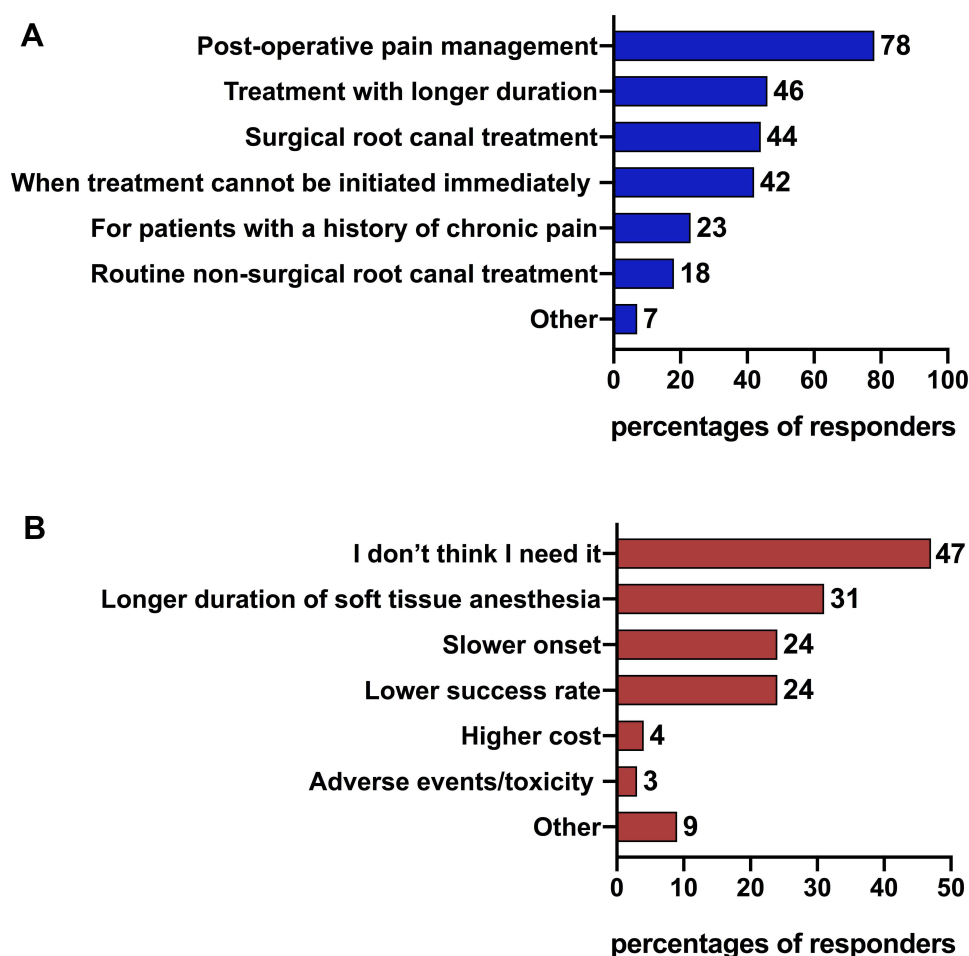 A
Post-operative pain management 78
Treatment with longer duration 46
Surgical root canal treatment 44
When treatment cannot be initiated immediately 42
For patients with a history of chronic pain 23
Routine non-surgical root canal treatment 18
Other 7
0 20 40 60 80 100
percentages of responders
B
I don’t think I need it 47
Longer duration of soft tissue anesthesia 31
Slower onset 24
Lower success rate 24
Higher cost 4
Adverse events/toxicity 3
Other 9
0 10 20 30 40 50
percentages of responders